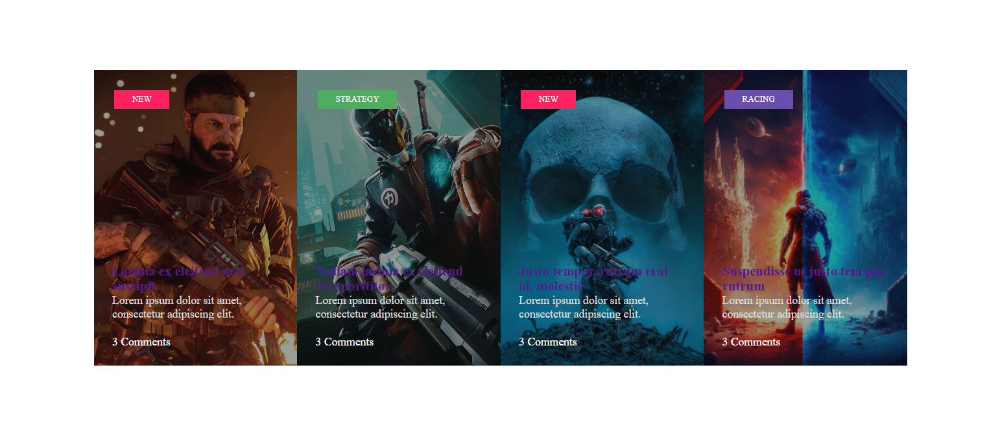 NEW
Lacinia ex eleifend orci
suscipit
Lorem ipsum dolor sit amet,
consectetur adipiscing elit.
3 Comments
STRATEGY
Nullam lacinia ex eleifend
orci porttitor
Lorem ipsum dolor sit amet,
consectetur adipiscing elit.
3 Comments
NEW
Justo tempor, rutrum erat
id, molestie
Lorem ipsum dolor sit amet,
consectetur adipiscing elit.
3 Comments
RACING
Suspendisse ut justo tem por,
rutrum
Lorem ipsum dolor sit amet,
consectetur adipiscing elit.
3 Comments